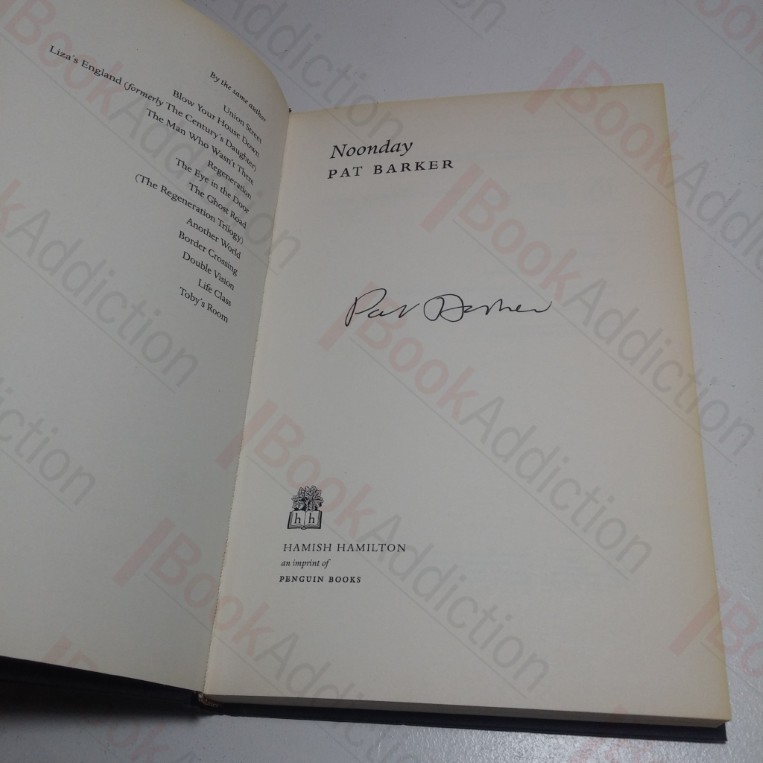 By the same author
Union Street
Blow Your House Down
Liza's England (formerly The Century's Daughter)
The Man Who Wasn't There
Regeneration
The Eye in the Door
The Ghost Road
(The Regeneration Trilogy)
Another World
Border Crossing
Double Vision
Life Class
Toby's Room
Noonday
PAT BARKER
Pat Barker
h h
HAMISH HAMILTON
an imprint of
PENGUIN BOOKS
BookAddiction